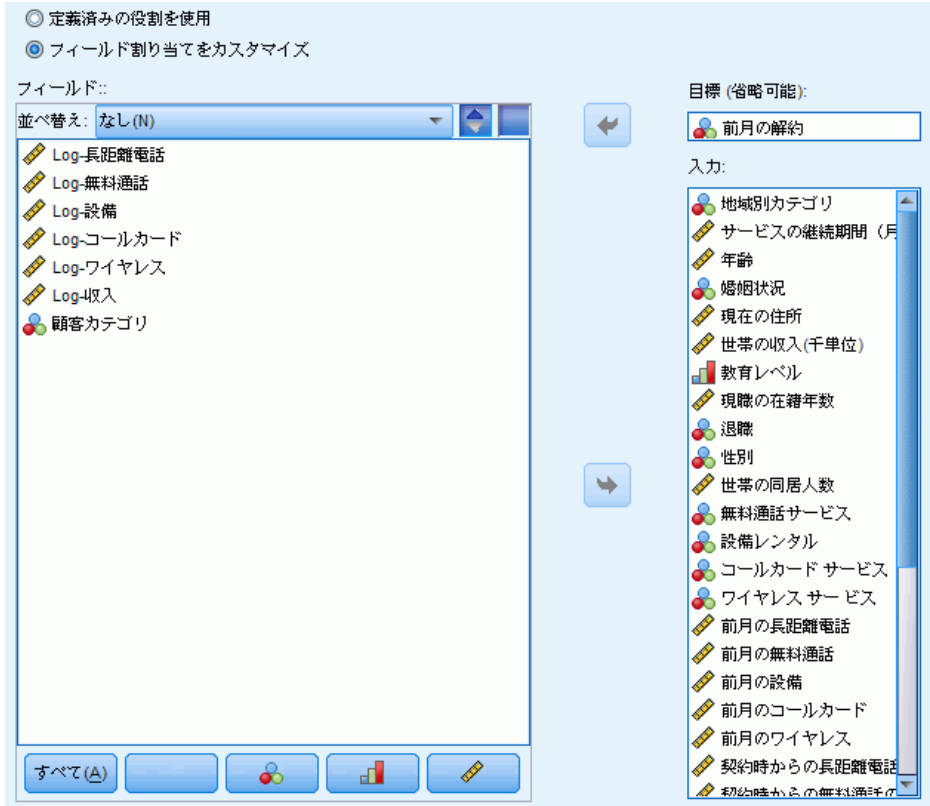 定義済みの役割を使用
フィールド割り当てをカスタマイズ
フィールド::
並べ替え: なし(N)
Log-長距離電話
Log-無料通話
Log-設備
Log-コールカード
Log-ワイヤレス
Log-収入
顧客カテゴリ
すべて(A)
目標 (省略可能):
前月の解約
入力:
地域別カテゴリ
サービスの継続期間（月
年齢
婚姻状況
現在の住所
世帯の収入(千単位)
教育レベル
現職の在籍年数
退職
性別
世帯の同居人数
無料通話サービス
設備レンタル
コールカード サービス
ワイヤレス サー ビス
前月の長距離電話
前月の無料通話
前月の設備
前月のコールカード
前月のワイヤレス
契約時からの長距離電話
契約時からの無料通話の